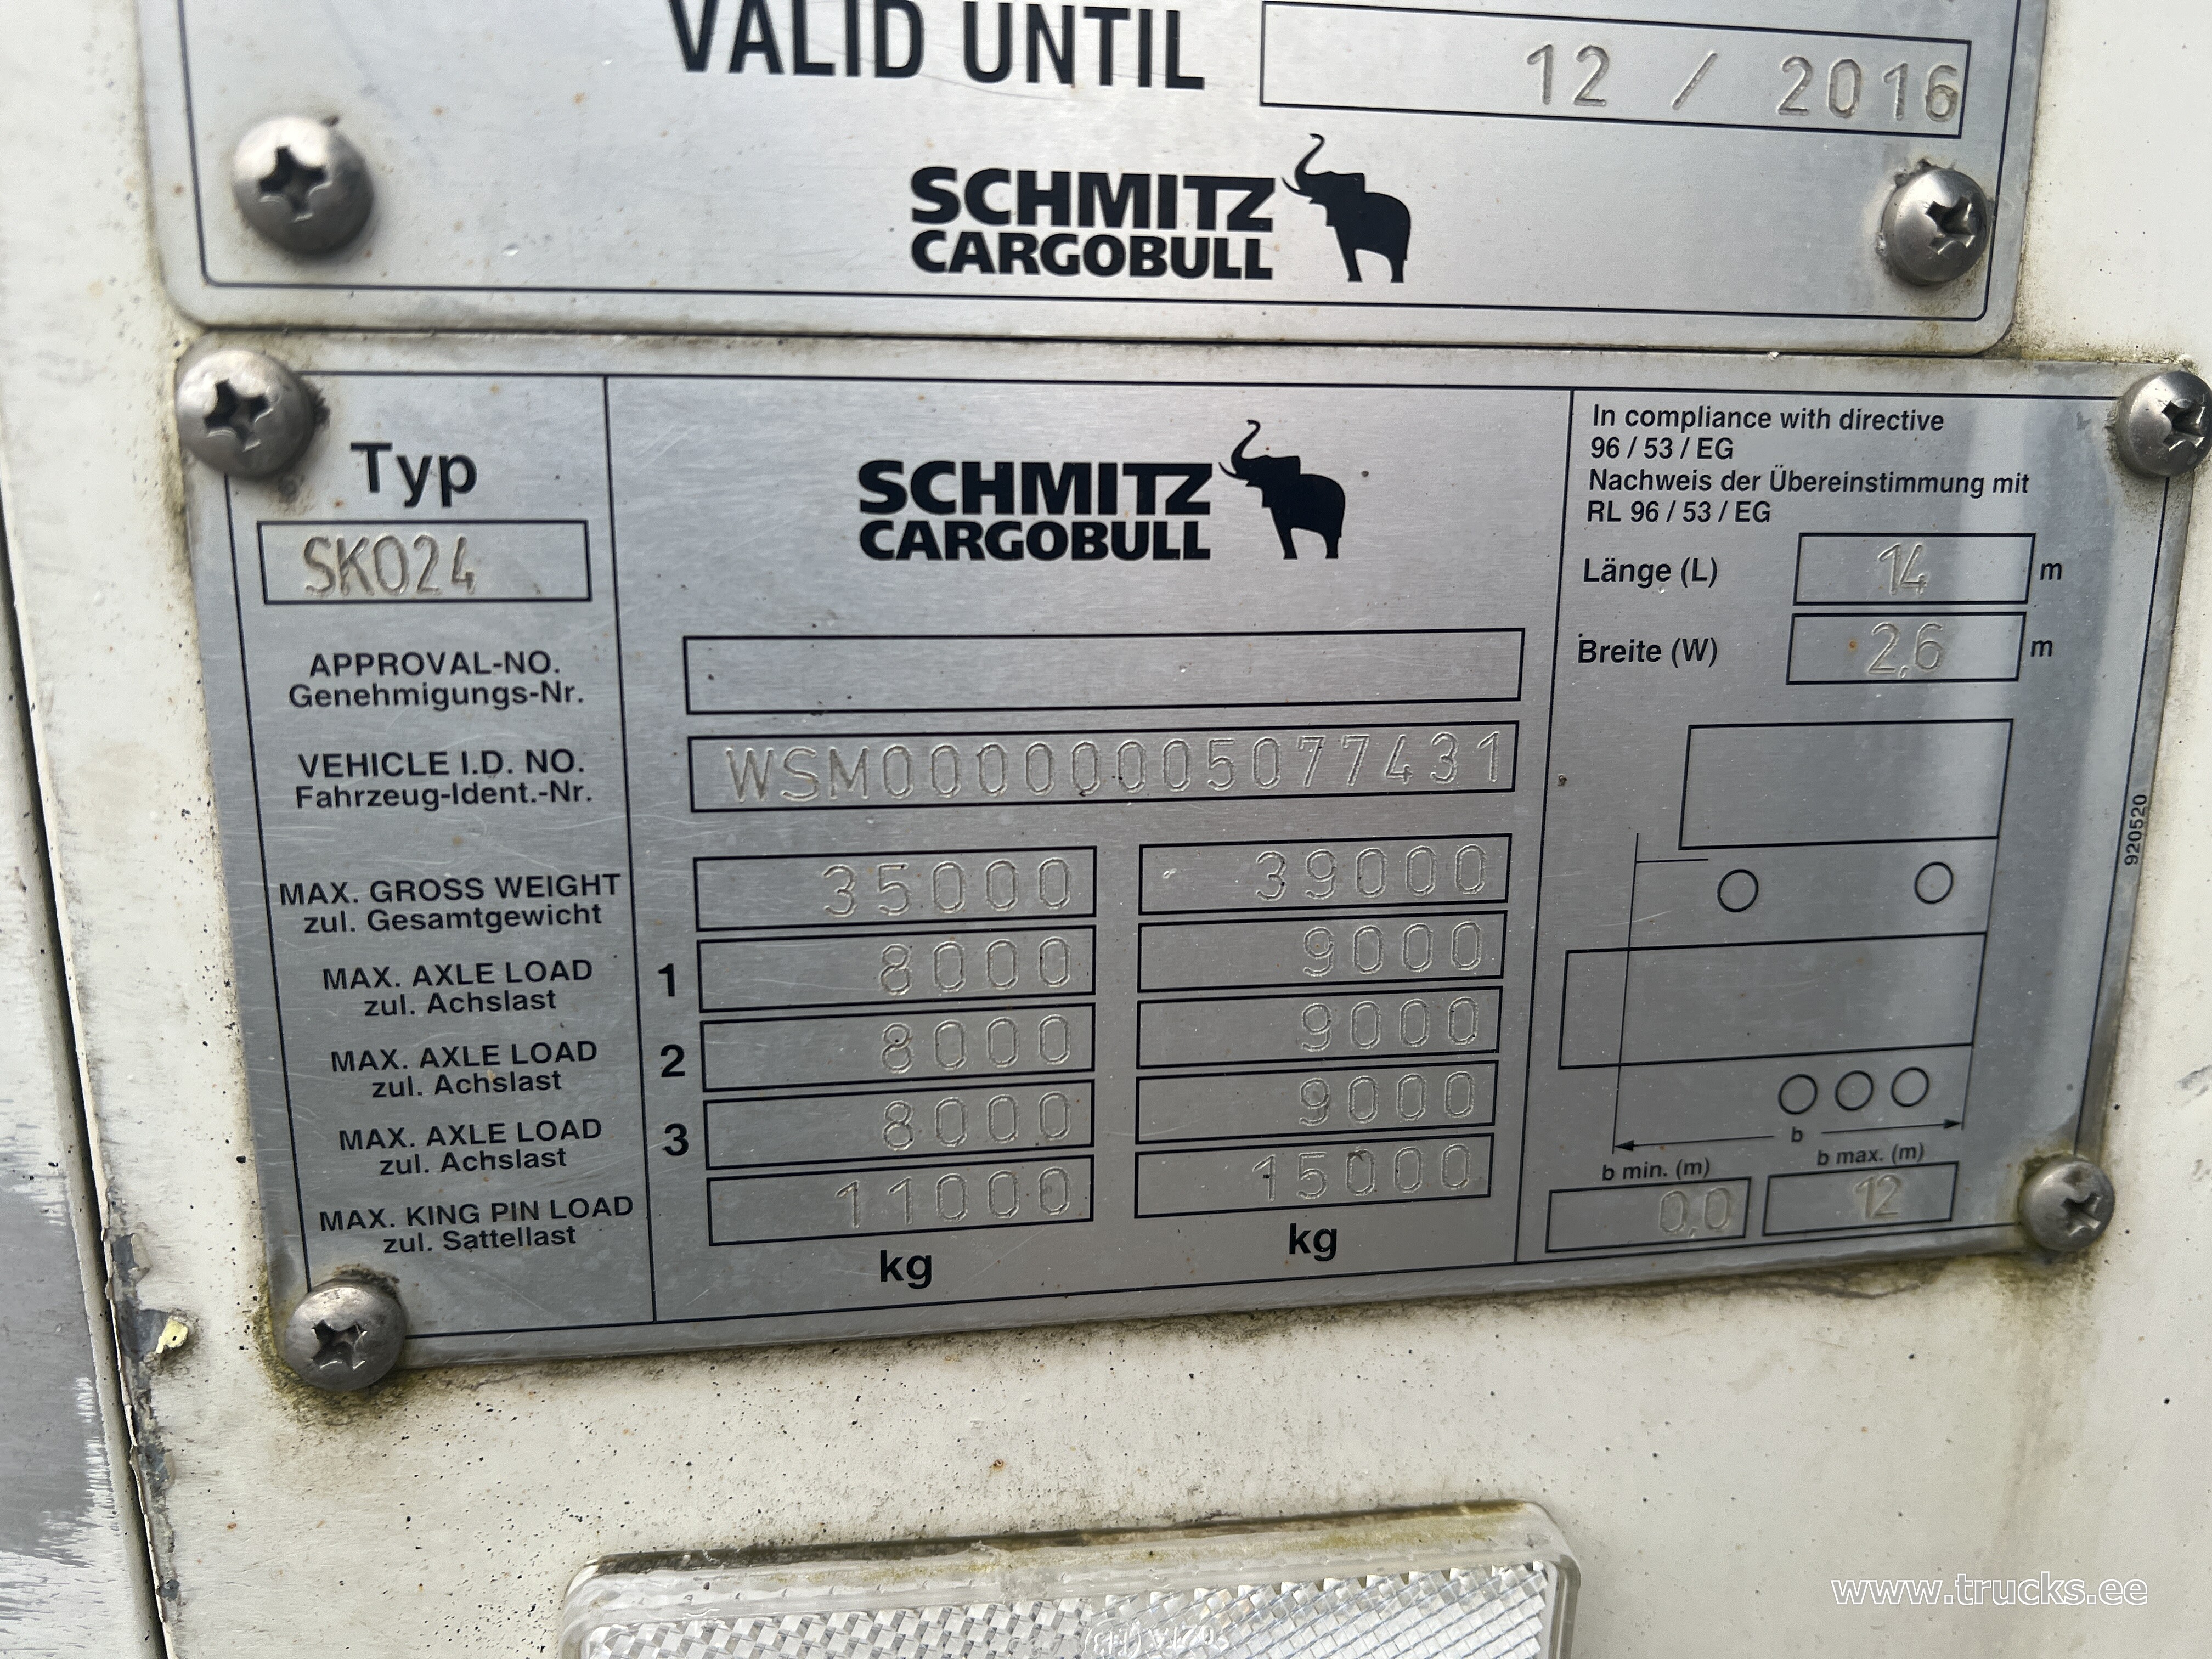 VALID UNTIL 12 / 2016
SCHMITZ
CARGOBULL
Typ
SKO24
SCHMITZ
CARGOBULL
In compliance with directive
96 / 53 / EG
Nachweis der Übereinstimmung mit
RL 96 / 53 / EG
Länge (L) 14 m
Breite (W) 2,6 m
APPROVAL-NO.
Genehmigungs-Nr.
VEHICLE I.D. NO.
Fahrzeug-Ident.-Nr.
WSM00000005077431
MAX. GROSS WEIGHT
zul. Gesamtgewicht
35000 39000
MAX. AXLE LOAD
zul. Achslast
1 8000 9000
MAX. AXLE LOAD
zul. Achslast
2 8000 9000
MAX. AXLE LOAD
zul. Achslast
3 8000 9000
MAX. KING PIN LOAD
zul. Sattellast
11000 15000
kg kg
b
b min. (m) b max. (m)
0,0 12
920520
www.trucks.ee